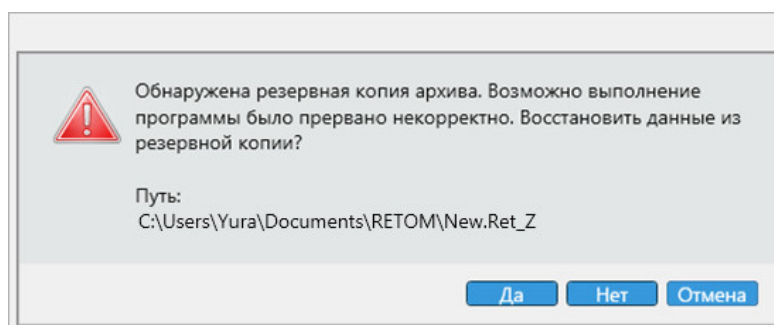 Обнаружена резервная копия архива. Возможно выполнение
программы было прервано некорректно. Восстановить данные из
резервной копии?
Путь:
C:\Users\Yura\Documents\RETOM\New.Ret_Z
Да Нет Отмена